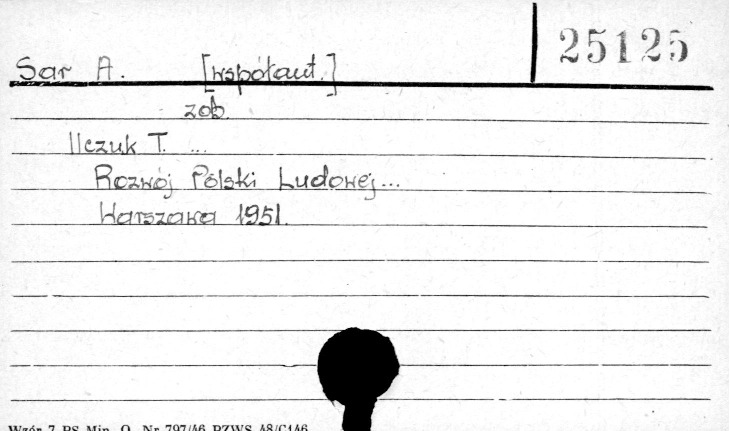 25125
Sar A. [współaut.]
zob.
Ilczuk T. ...
Rozwój Polski Ludowej...
Warszawa 1951.
Wzór 7 PS Min. O. Nr 797/46 PZWS 48/C146